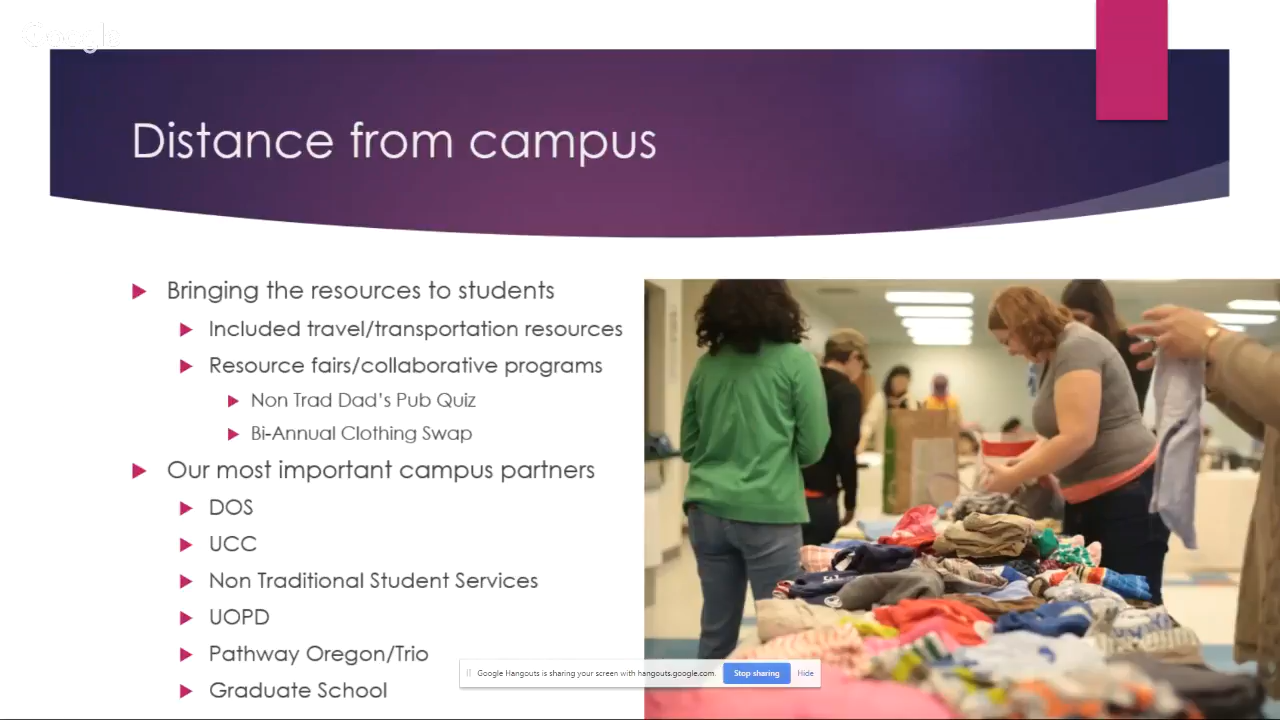 Google
Distance from campus
Bringing the resources to students
Included travel/transportation resources
Resource fairs/collaborative programs
Non Trad Dad's Pub Quiz
Bi-Annual Clothing Swap
Our most important campus partners
DOS
UCC
Non Traditional Student Services
UOPD
Pathway Oregon/Trio
Graduate School
Google Hangouts is sharing your screen with hangouts.google.com. Stop sharing Hide